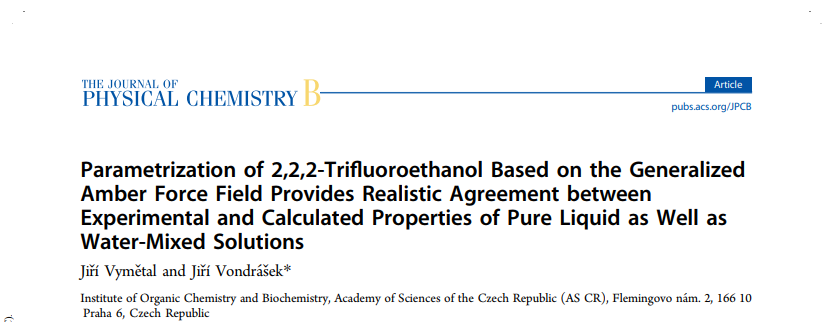 THE JOURNAL OF
PHYSICAL CHEMISTRY B
Article
pubs.acs.org/JPCB
Parametrization of 2,2,2-Trifluoroethanol Based on the Generalized
Amber Force Field Provides Realistic Agreement between
Experimental and Calculated Properties of Pure Liquid as Well as
Water-Mixed Solutions
Jiří Vymětal and Jiří Vondrášek*
Institute of Organic Chemistry and Biochemistry, Academy of Sciences of the Czech Republic (AS CR), Flemingovo nám. 2, 166 10
Praha 6, Czech Republic